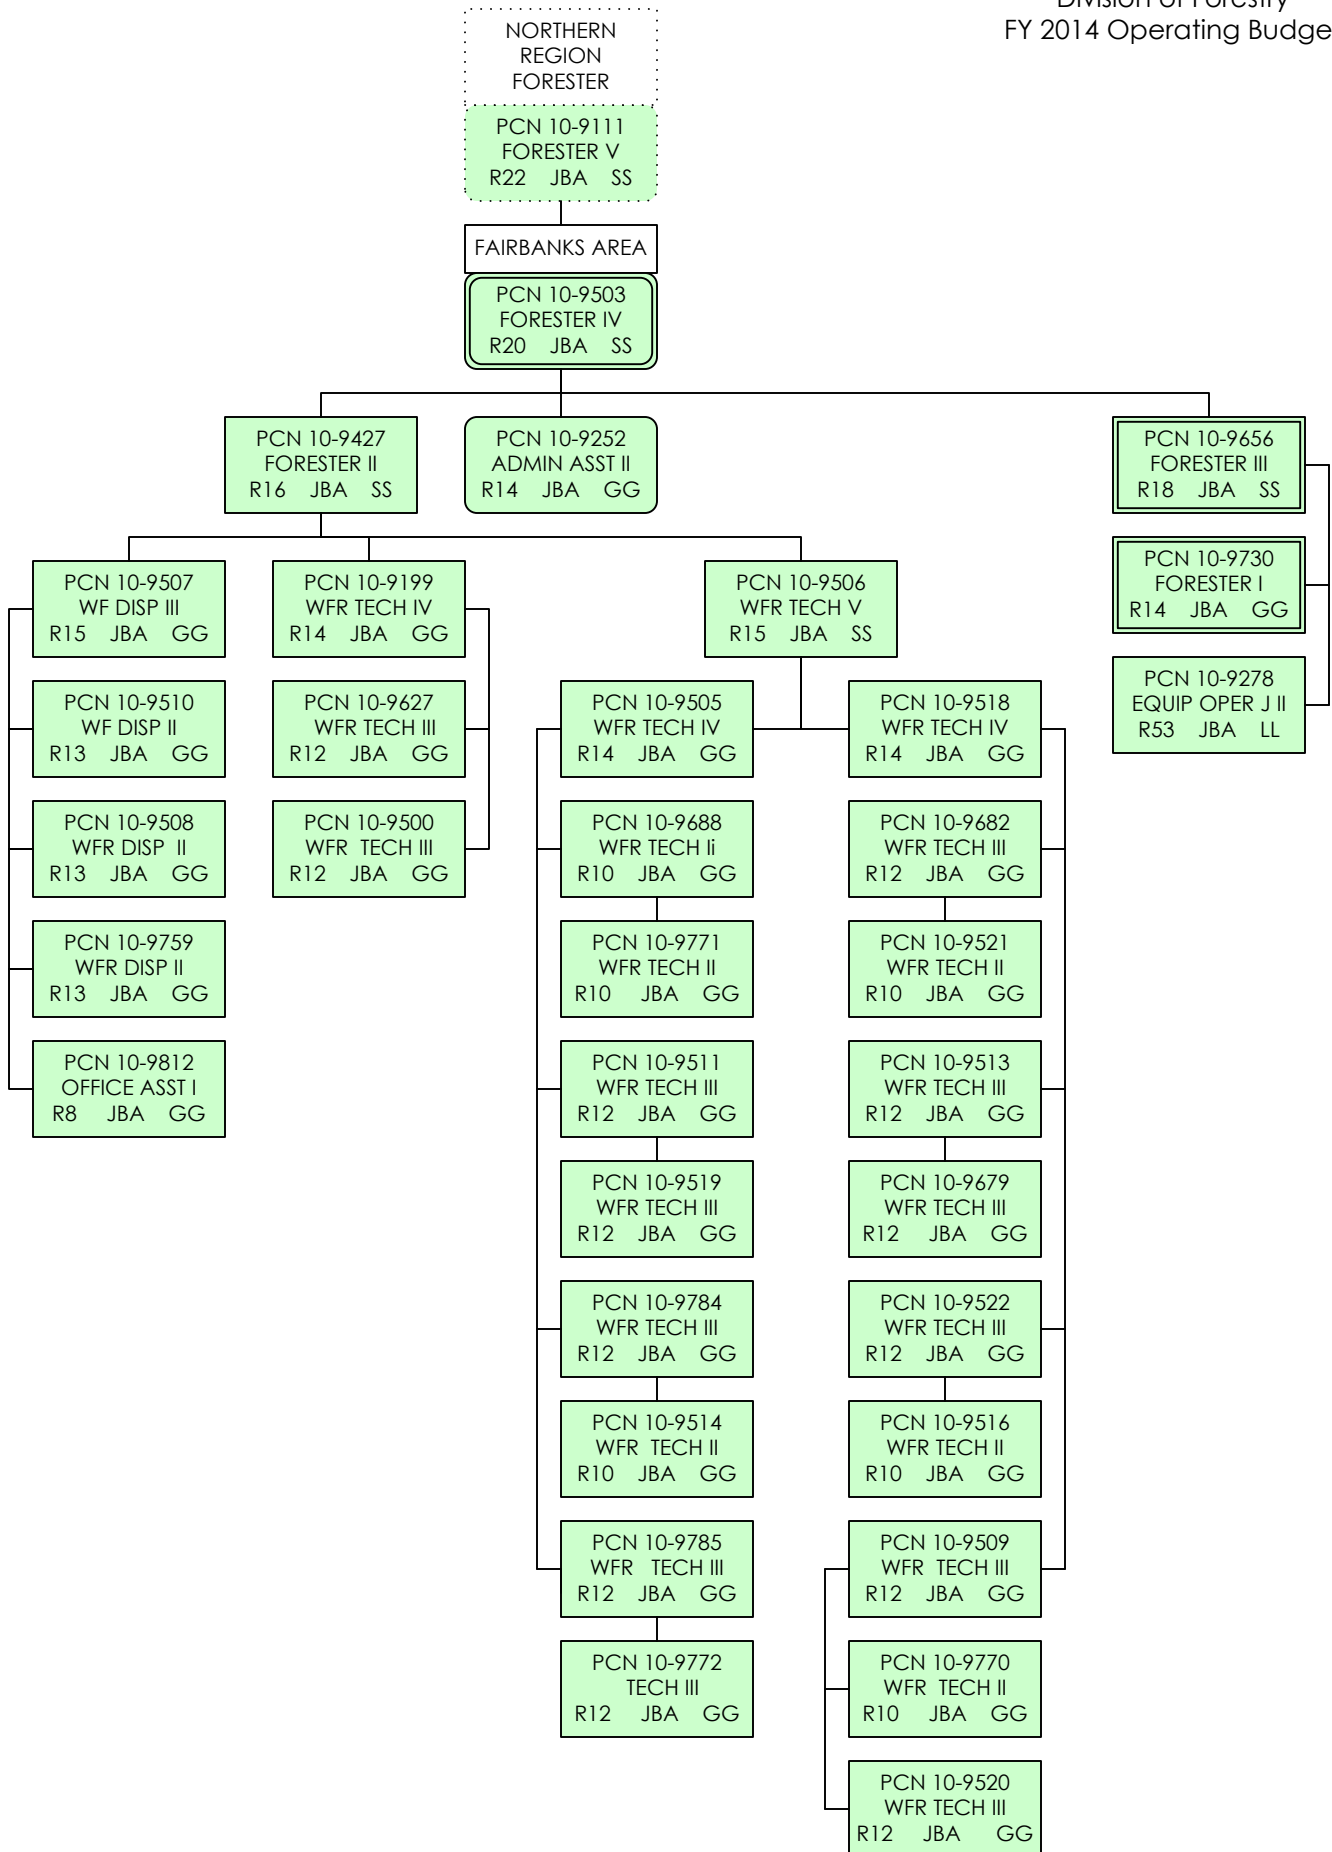 Division of Forestry
FY 2014 Operating Budge
NORTHERN
REGION
FORESTER
PCN 10-9111
FORESTER V
R22 JBA SS
FAIRBANKS AREA
PCN 10-9503
FORESTER IV
R20 JBA SS
PCN 10-9427
FORESTER II
R16 JBA SS
PCN 10-9252
ADMIN ASST II
R14 JBA GG
PCN 10-9656
FORESTER III
R18 JBA SS
PCN 10-9730
FORESTER I
R14 JBA GG
PCN 10-9278
EQUIP OPER J II
R53 JBA LL
PCN 10-9507
WF DISP III
R15 JBA GG
PCN 10-9510
WF DISP II
R13 JBA GG
PCN 10-9508
WFR DISP II
R13 JBA GG
PCN 10-9759
WFR DISP II
R13 JBA GG
PCN 10-9812
OFFICE ASST I
R8 JBA GG
PCN 10-9199
WFR TECH IV
R14 JBA GG
PCN 10-9627
WFR TECH III
R12 JBA GG
PCN 10-9500
WFR TECH III
R12 JBA GG
PCN 10-9506
WFR TECH V
R15 JBA SS
PCN 10-9505
WFR TECH IV
R14 JBA GG
PCN 10-9688
WFR TECH Ii
R10 JBA GG
PCN 10-9771
WFR TECH II
R10 JBA GG
PCN 10-9511
WFR TECH III
R12 JBA GG
PCN 10-9519
WFR TECH III
R12 JBA GG
PCN 10-9784
WFR TECH III
R12 JBA GG
PCN 10-9514
WFR TECH II
R10 JBA GG
PCN 10-9785
WFR TECH III
R12 JBA GG
PCN 10-9772
TECH III
R12 JBA GG
PCN 10-9518
WFR TECH IV
R14 JBA GG
PCN 10-9682
WFR TECH III
R12 JBA GG
PCN 10-9521
WFR TECH II
R10 JBA GG
PCN 10-9513
WFR TECH III
R12 JBA GG
PCN 10-9679
WFR TECH III
R12 JBA GG
PCN 10-9522
WFR TECH III
R12 JBA GG
PCN 10-9516
WFR TECH II
R10 JBA GG
PCN 10-9509
WFR TECH III
R12 JBA GG
PCN 10-9770
WFR TECH II
R10 JBA GG
PCN 10-9520
WFR TECH III
R12 JBA GG